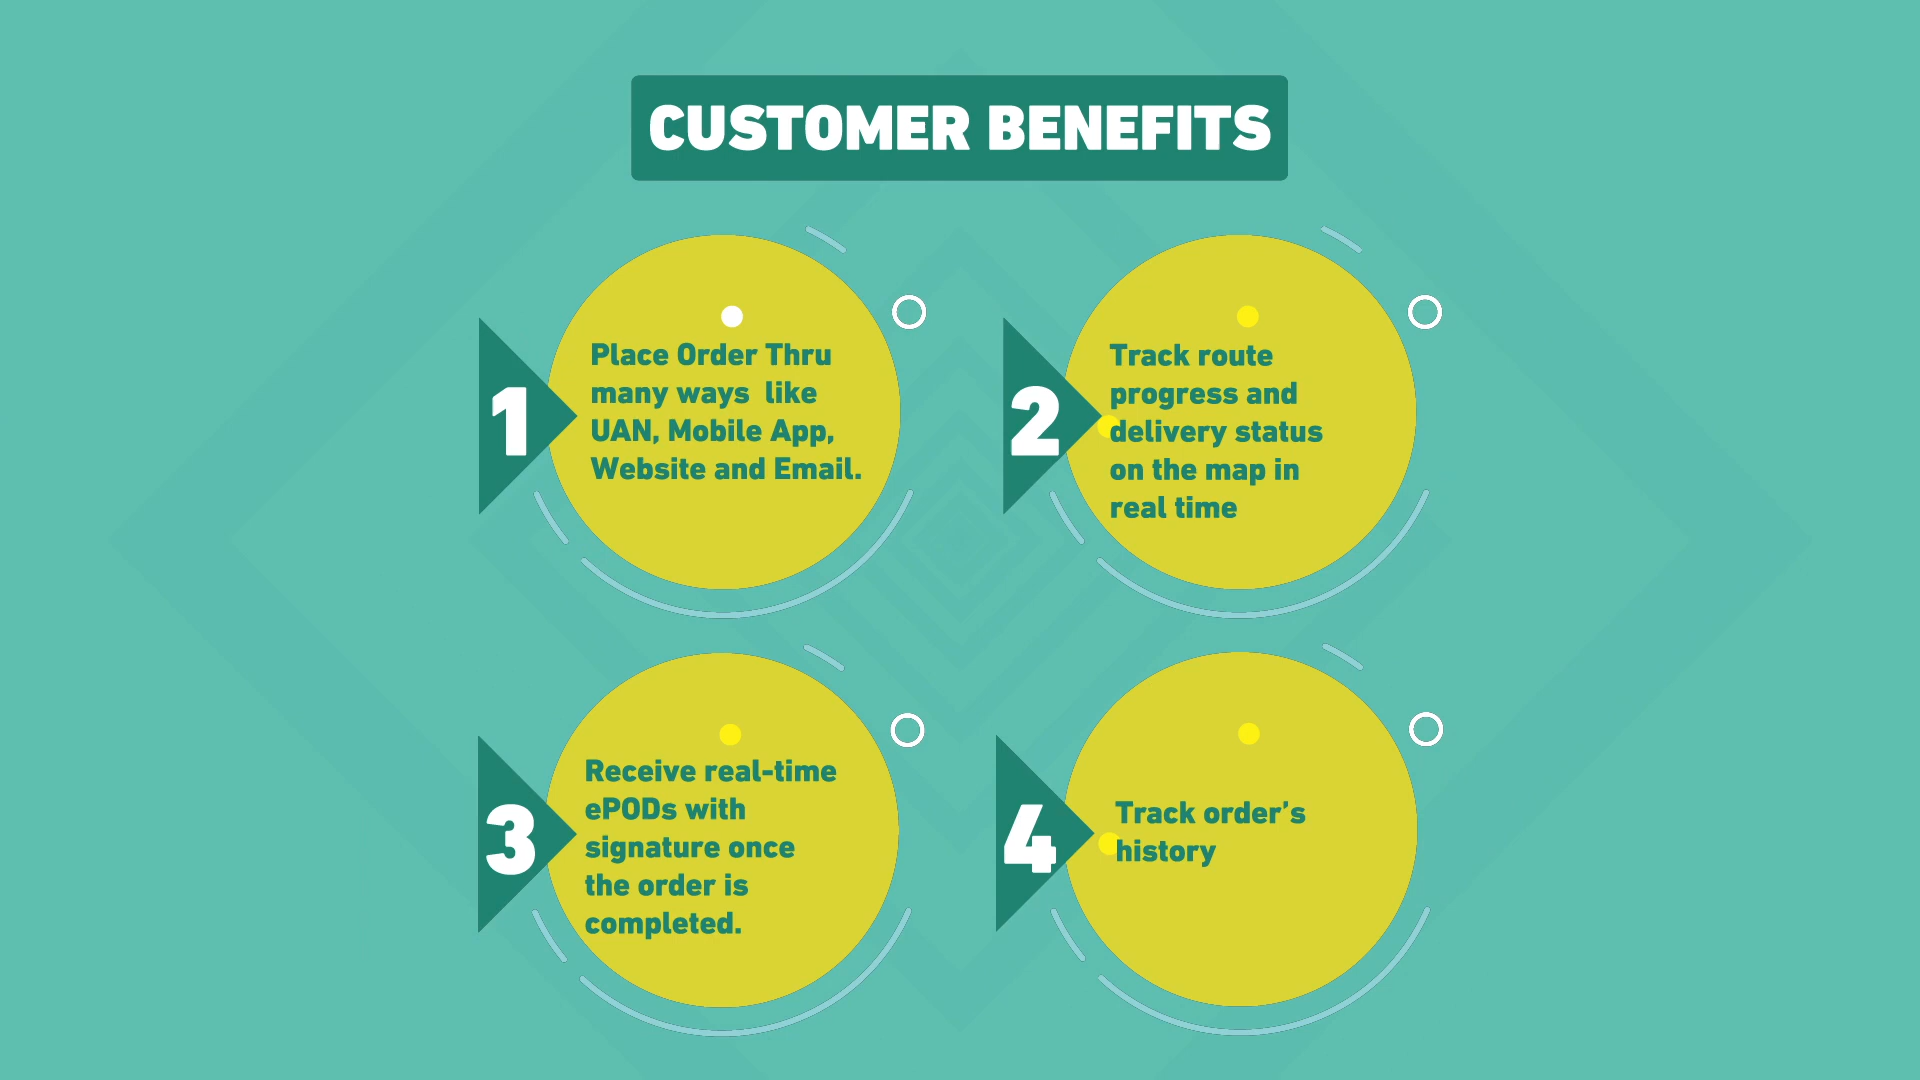 CUSTOMER BENEFITS
1
Place Order Thru
many ways  like
UAN, Mobile App,
Website and Email.
2
Track route
progress and
delivery status
on the map in
real time
3
Receive real-time
ePODs with
signature once
the order is
completed.
4
Track order’s
history